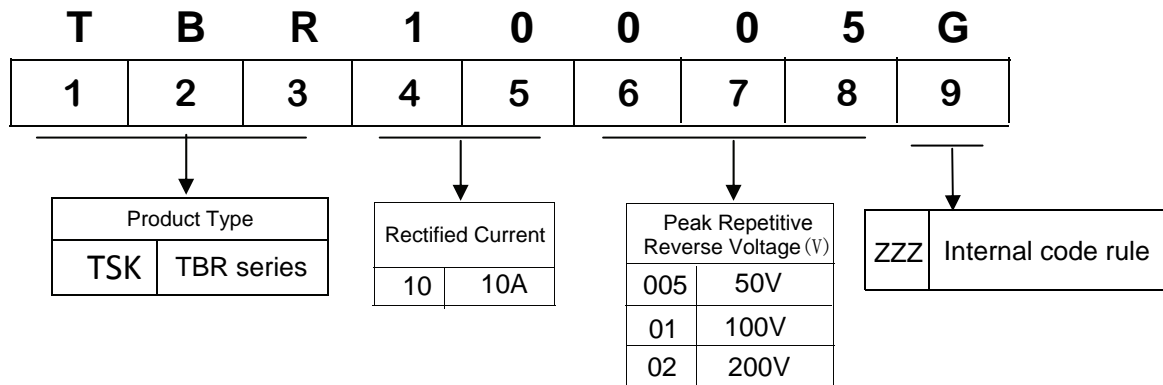 T B R 1 0 0 0 5 G
1 2 3 4 5 6 7 8 9
Product Type
TSK TBR series
Rectified Current
10 10A
Peak Repetitive
Reverse Voltage(V)
005 50V
01 100V
02 200V
ZZZ Internal code rule